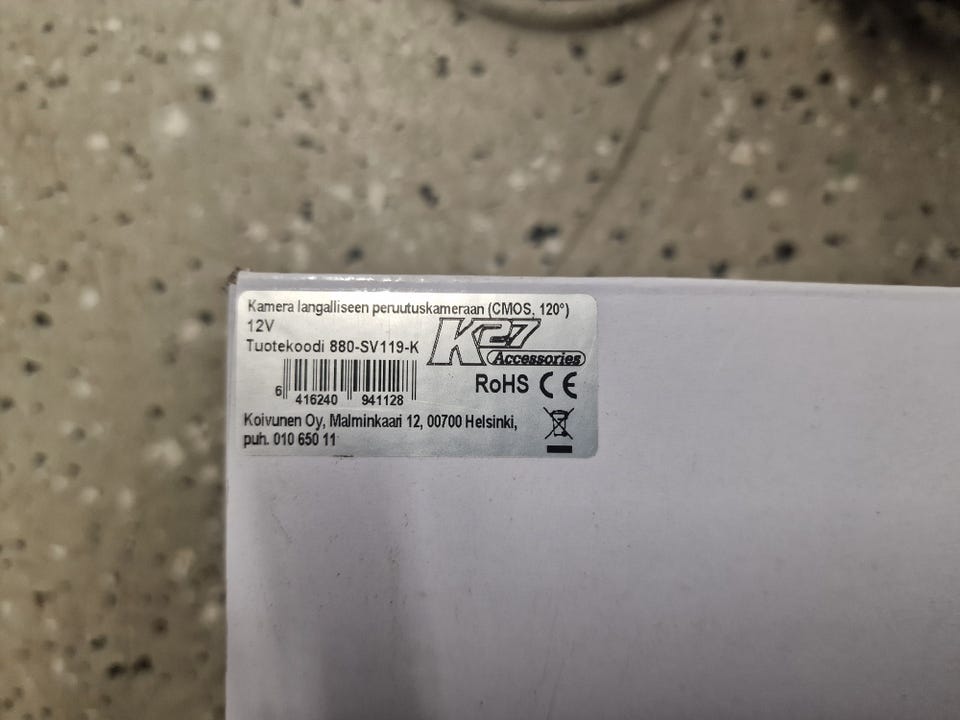 Kamera langalliseen peruutuskameraan (CMOS, 120°)
12V
Tuotekoodi 880-SV119-K
K27
Accessories
RoHS CE
6 416240 941128
Koivunen Oy, Malminkaari 12, 00700 Helsinki,
puh. 010 650 11